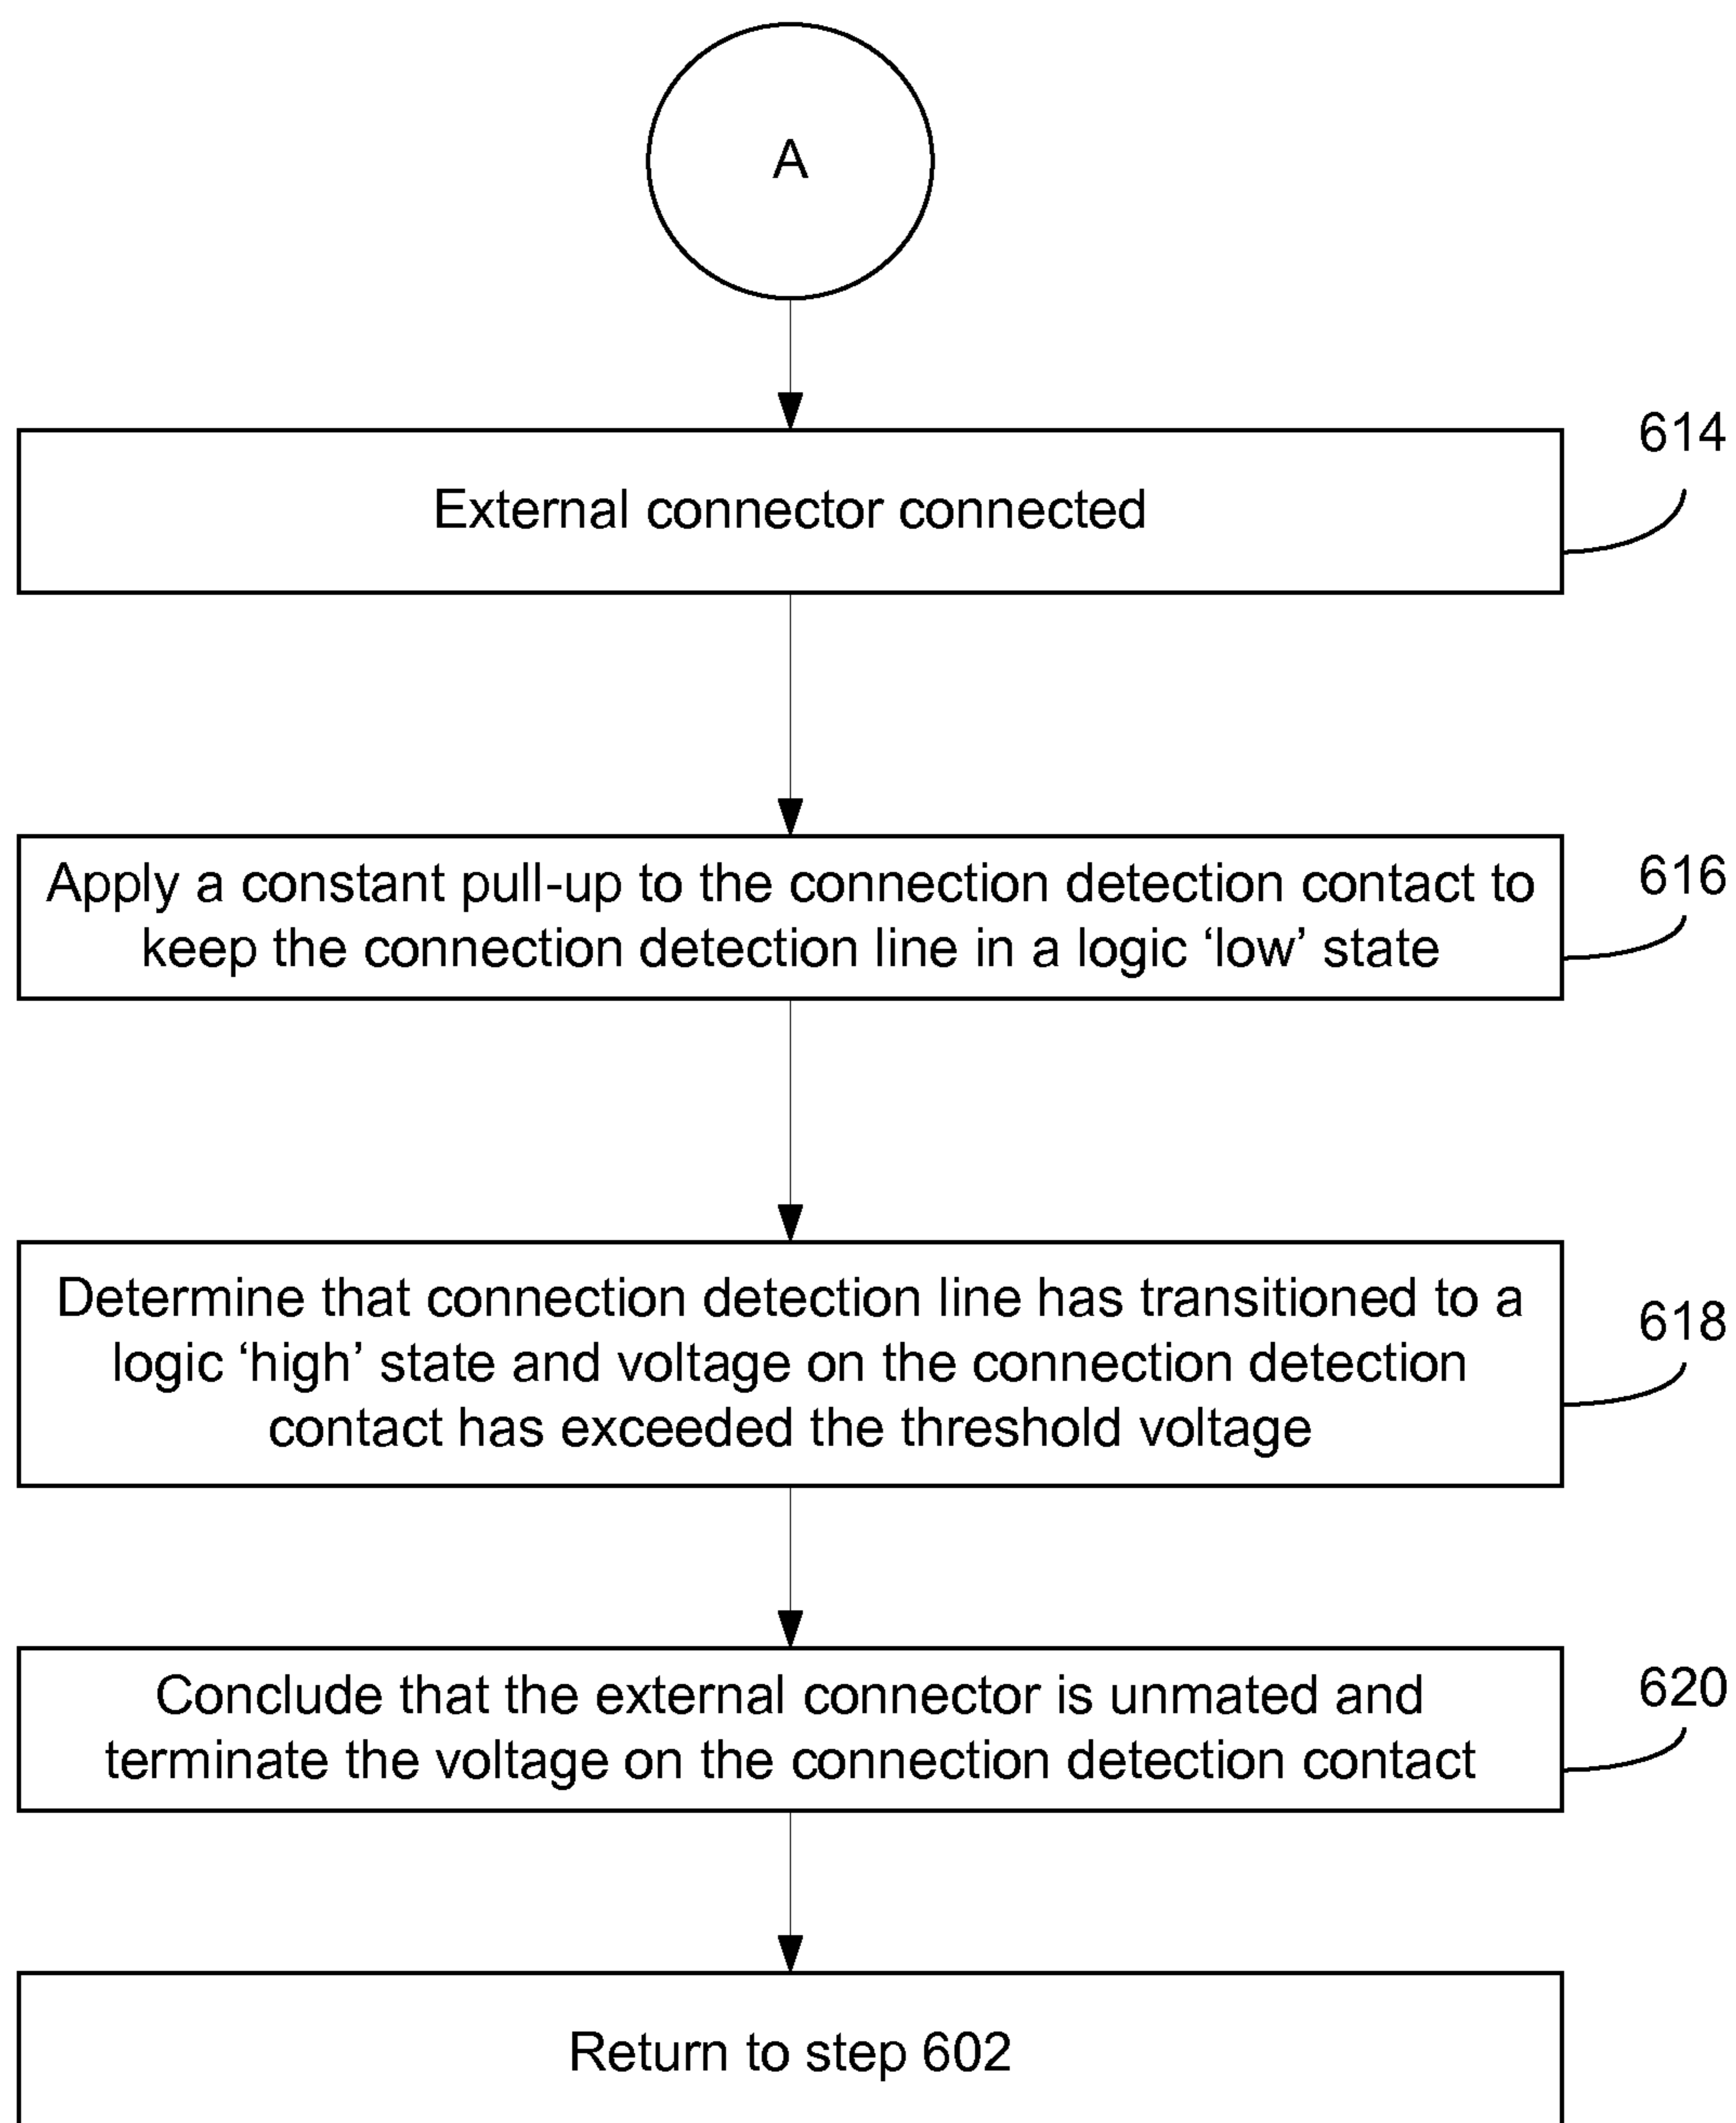 A
614
External connector connected
616
Apply a constant pull-up to the connection detection contact to
keep the connection detection line in a logic ‘low’ state
618
Determine that connection detection line has transitioned to a
logic ‘high’ state and voltage on the connection detection
contact has exceeded the threshold voltage
620
Conclude that the external connector is unmated and
terminate the voltage on the connection detection contact
Return to step 602